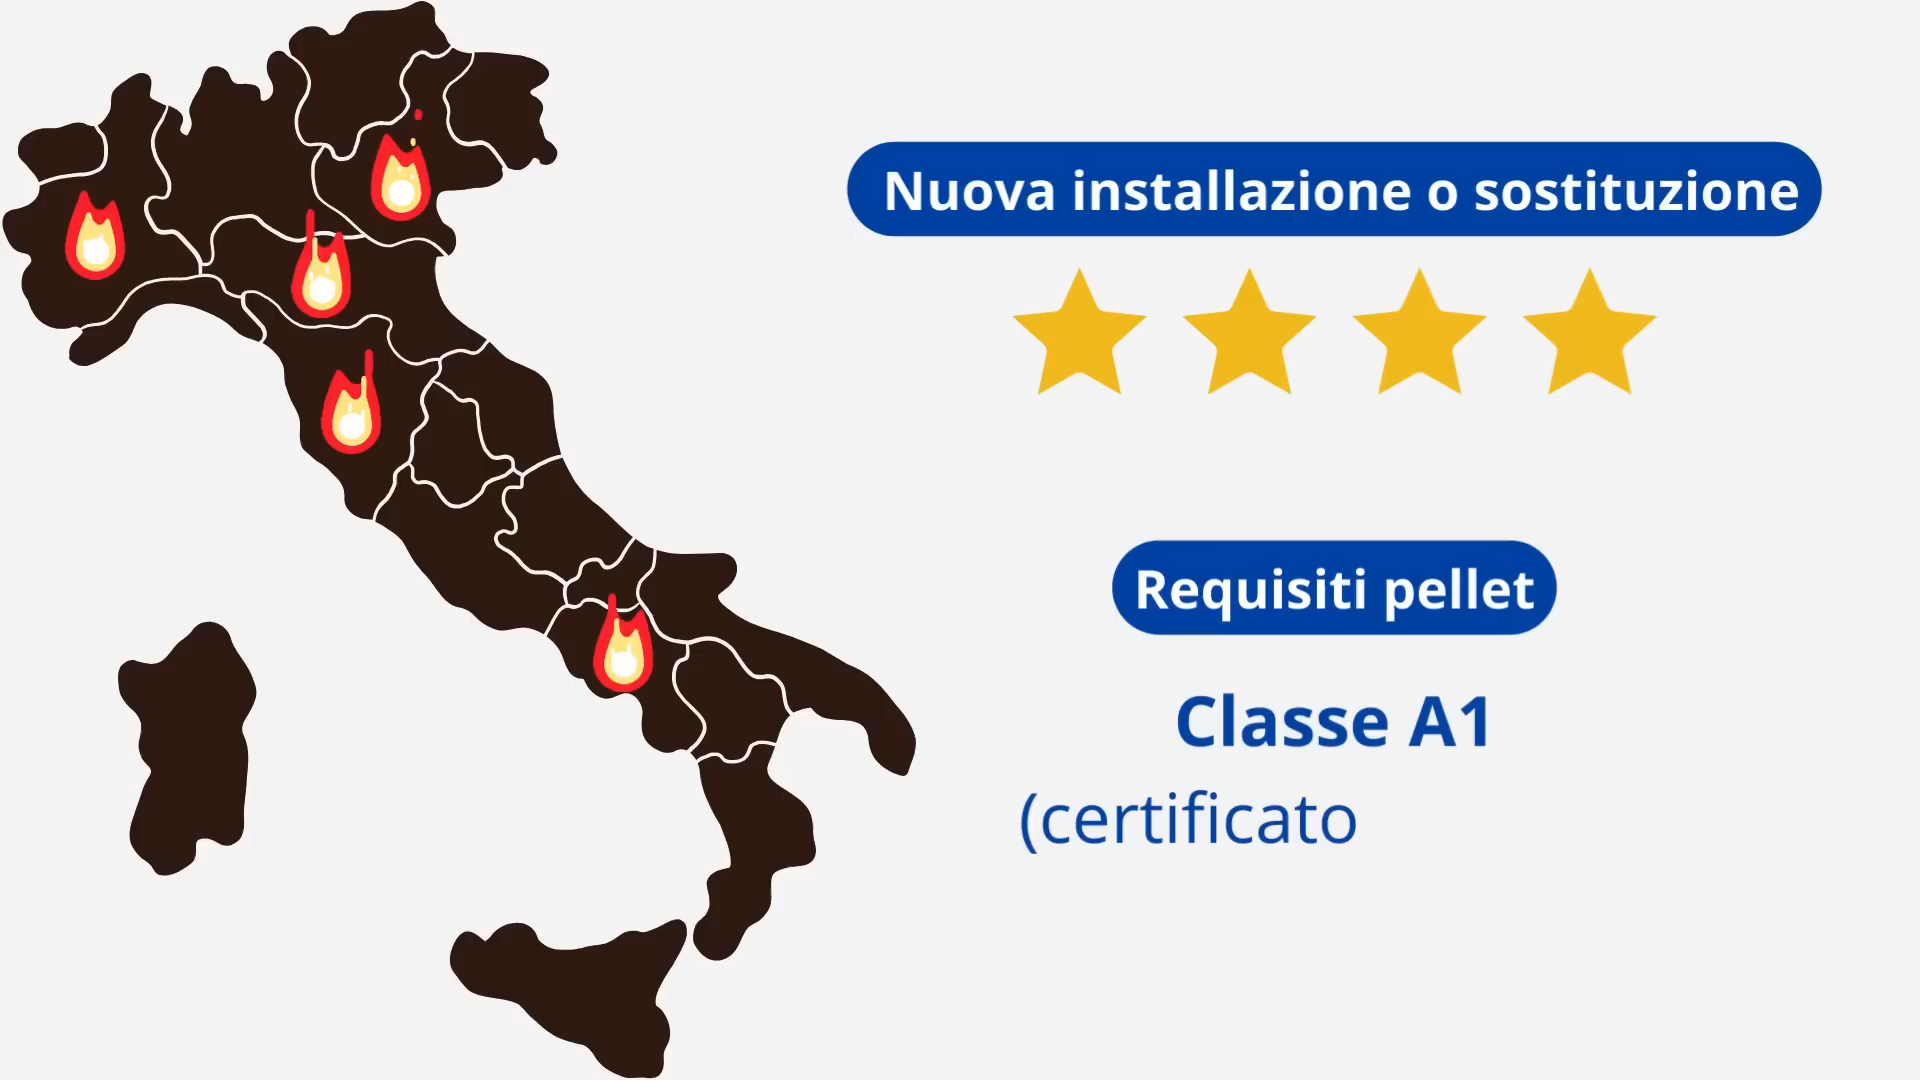 Nuova installazione o sostituzione
Requisiti pellet
Classe A1
(certificato